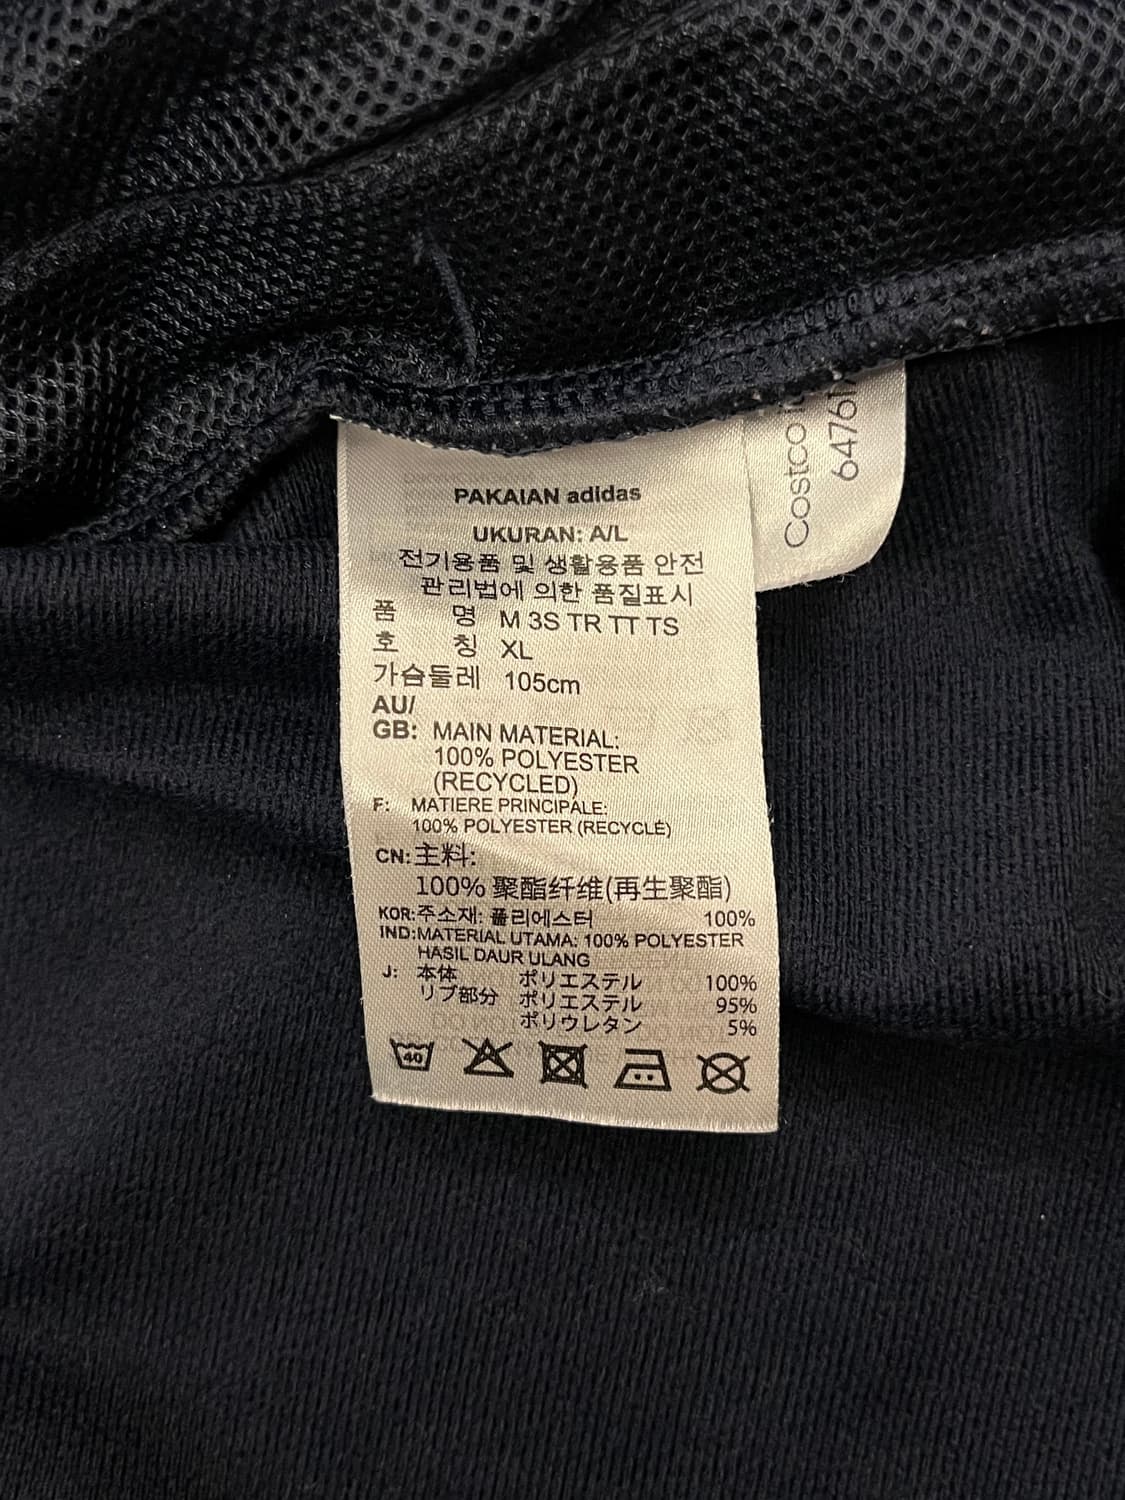 PAKAIAN adidas
UKURAN: A/L
전기용품 및 생활용품 안전
관리법에 의한 품질표시
품 명 M 3S TR TT TS
호 칭 XL
가슴둘레 105cm
AU/
GB: MAIN MATERIAL:
100% POLYESTER
(RECYCLED)
F: MATIERE PRINCIPALE:
100% POLYESTER (RECYCLÉ)
CN: 主料:
100% 聚酯纤维(再生聚酯)
KOR: 주소재: 폴리에스터 100%
IND: MATERIAL UTAMA: 100% POLYESTER
HASIL DAUR ULANG
J: 本体 ポリエステル 100%
リブ部分 ポリエステル 95%
ポリウレタン 5%
40
Costco